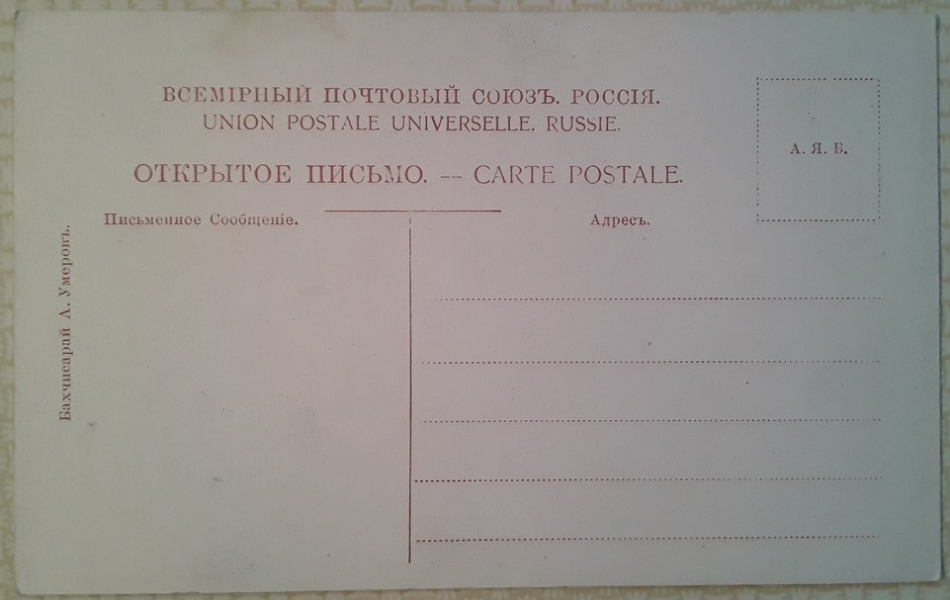 ВСЕМІРНЫЙ ПОЧТОВЫЙ СОЮЗЪ. РОССІЯ.
UNION POSTALE UNIVERSELLE. RUSSIE.
ОТКРЫТОЕ ПИСЬМО. — CARTE POSTALE.
А. Я. Б.
Письменное Сообщеніе.
Адресъ.
Бахчисарай А. Умеровъ.